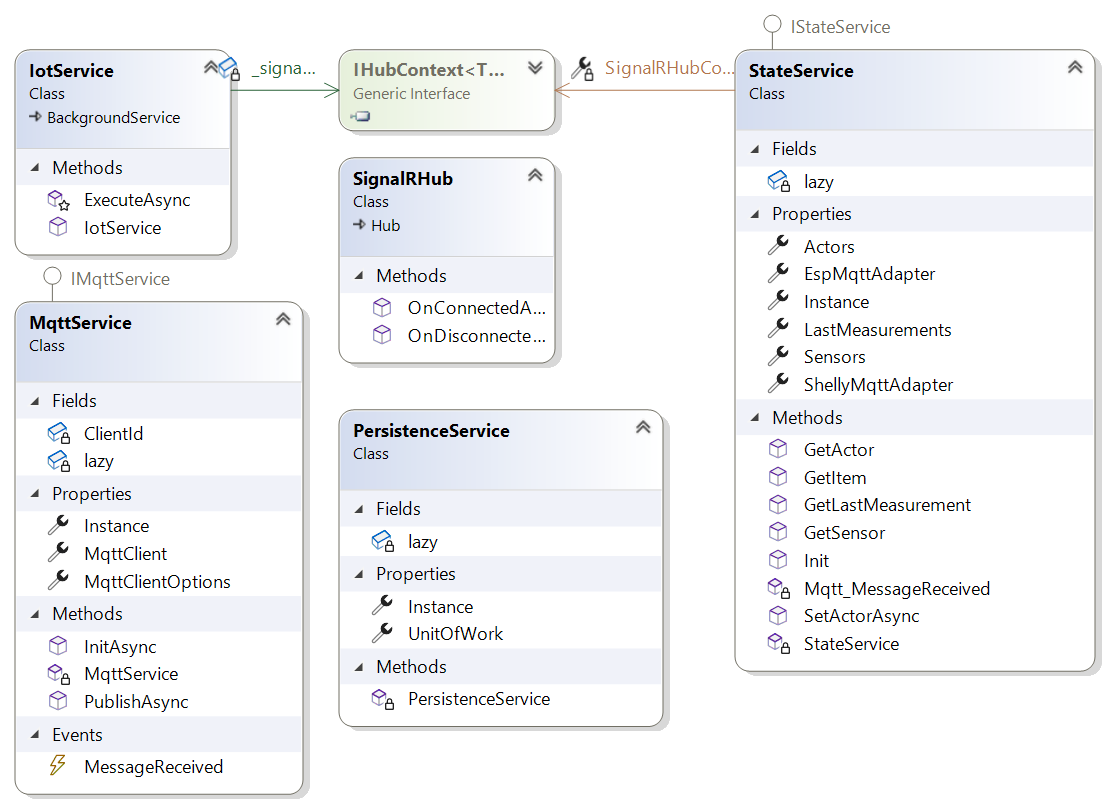 IotService
Class
BackgroundService
Methods
ExecuteAsync
IotService
_signa...
IHubContext<T...
Generic Interface
SignalRHubCo...
IStateService
StateService
Class
Fields
lazy
Properties
Actors
EspMqttAdapter
Instance
LastMeasurements
Sensors
ShellyMqttAdapter
Methods
GetActor
GetItem
GetLastMeasurement
GetSensor
Init
Mqtt_MessageReceived
SetActorAsync
StateService
SignalRHub
Class
Hub
Methods
OnConnectedA...
OnDisconnecte...
IMqttService
MqttService
Class
Fields
ClientId
lazy
Properties
Instance
MqttClient
MqttClientOptions
Methods
InitAsync
MqttService
PublishAsync
Events
MessageReceived
PersistenceService
Class
Fields
lazy
Properties
Instance
UnitOfWork
Methods
PersistenceService